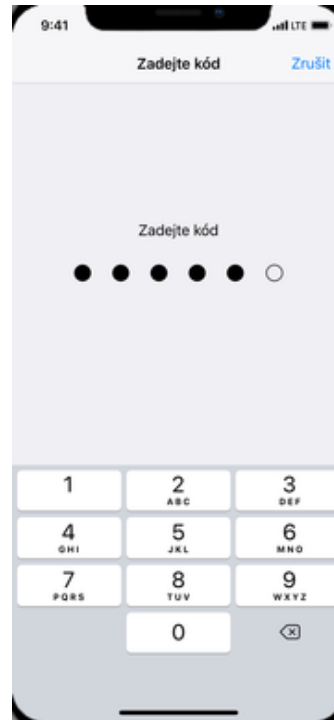 9:41 LTE
Zadejte kód Zrušit
Zadejte kód
1 2 3
ABC DEF
4 5 6
GHI JKL MNO
7 8 9
PQRS TUV WXYZ
0